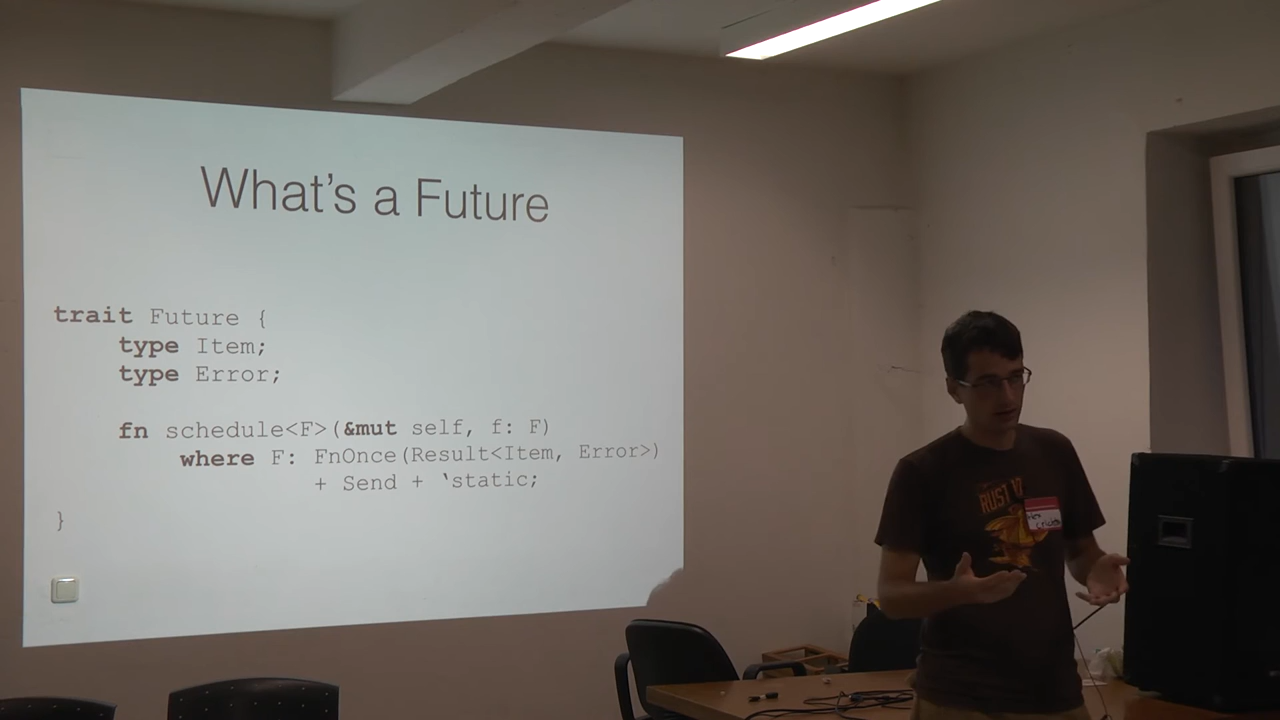 What's a Future
trait Future {
type Item;
type Error;
fn schedule<F>(&mut self, f: F)
where F: FnOnce(Result<Item, Error>)
+ Send + ‘static;
}
RUST